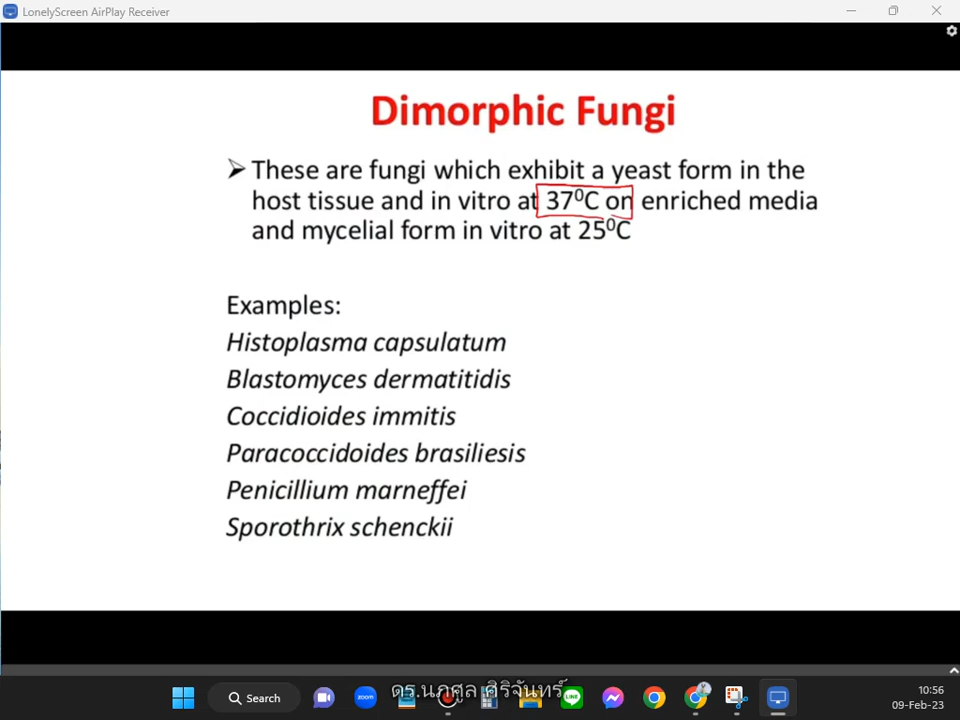 LonelyScreen AirPlay Receiver
Dimorphic Fungi
➢ These are fungi which exhibit a yeast form in the
host tissue and in vitro at 37⁰C on enriched media
and mycelial form in vitro at 25⁰C
Examples:
Histoplasma capsulatum
Blastomyces dermatitidis
Coccidioides immitis
Paracoccidoides brasiliesis
Penicillium marneffei
Sporothrix schenckii
Search
zoom
ดร.นภศูล ศิริจันทร์
LINE
10:56
09-Feb-23